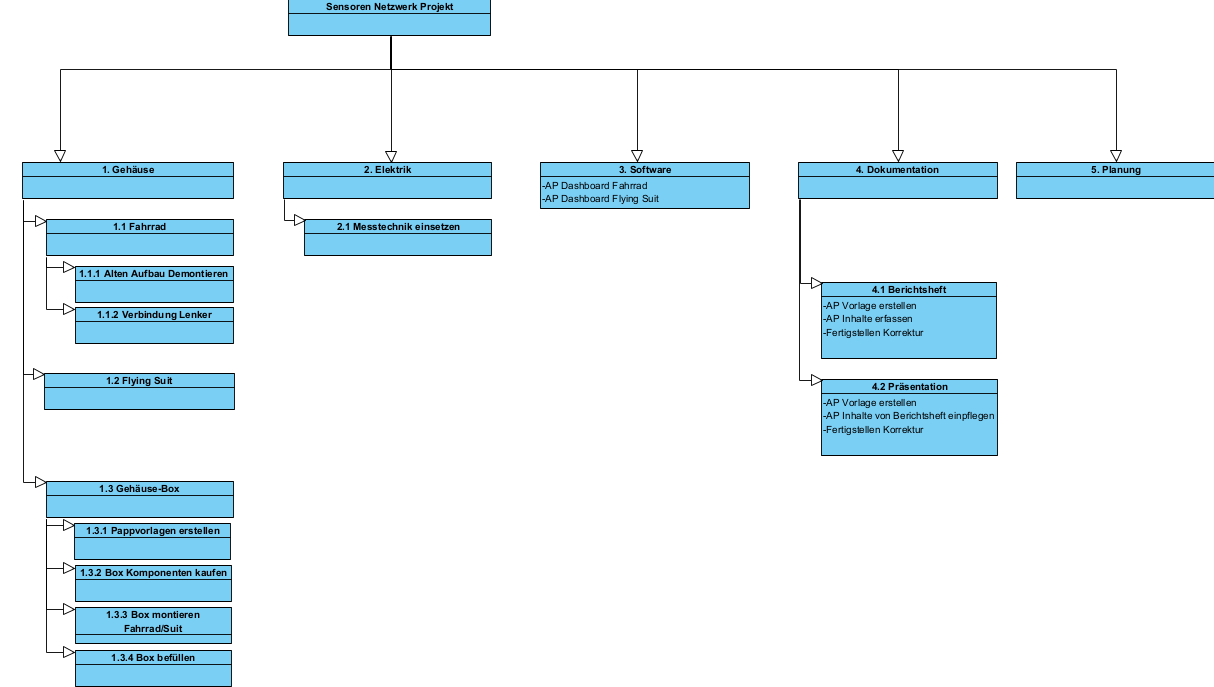 Sensoren Netzwerk Projekt
1. Gehäuse
2. Elektrik
3. Software
-AP Dashboard Fahrrad
-AP Dashboard Flying Suit
4. Dokumentation
5. Planung
1.1 Fahrrad
1.1.1 Alten Aufbau Demontieren
1.1.2 Verbindung Lenker
1.2 Flying Suit
1.3 Gehäuse-Box
1.3.1 Pappvorlagen erstellen
1.3.2 Box Komponenten kaufen
1.3.3 Box montieren
Fahrrad/Suit
1.3.4 Box befüllen
2.1 Messtechnik einsetzen
4.1 Berichtsheft
-AP Vorlage erstellen
-AP Inhalte erfassen
-Fertigstellen Korrektur
4.2 Präsentation
-AP Vorlage erstellen
-AP Inhalte von Berichtsheft einpflegen
-Fertigstellen Korrektur